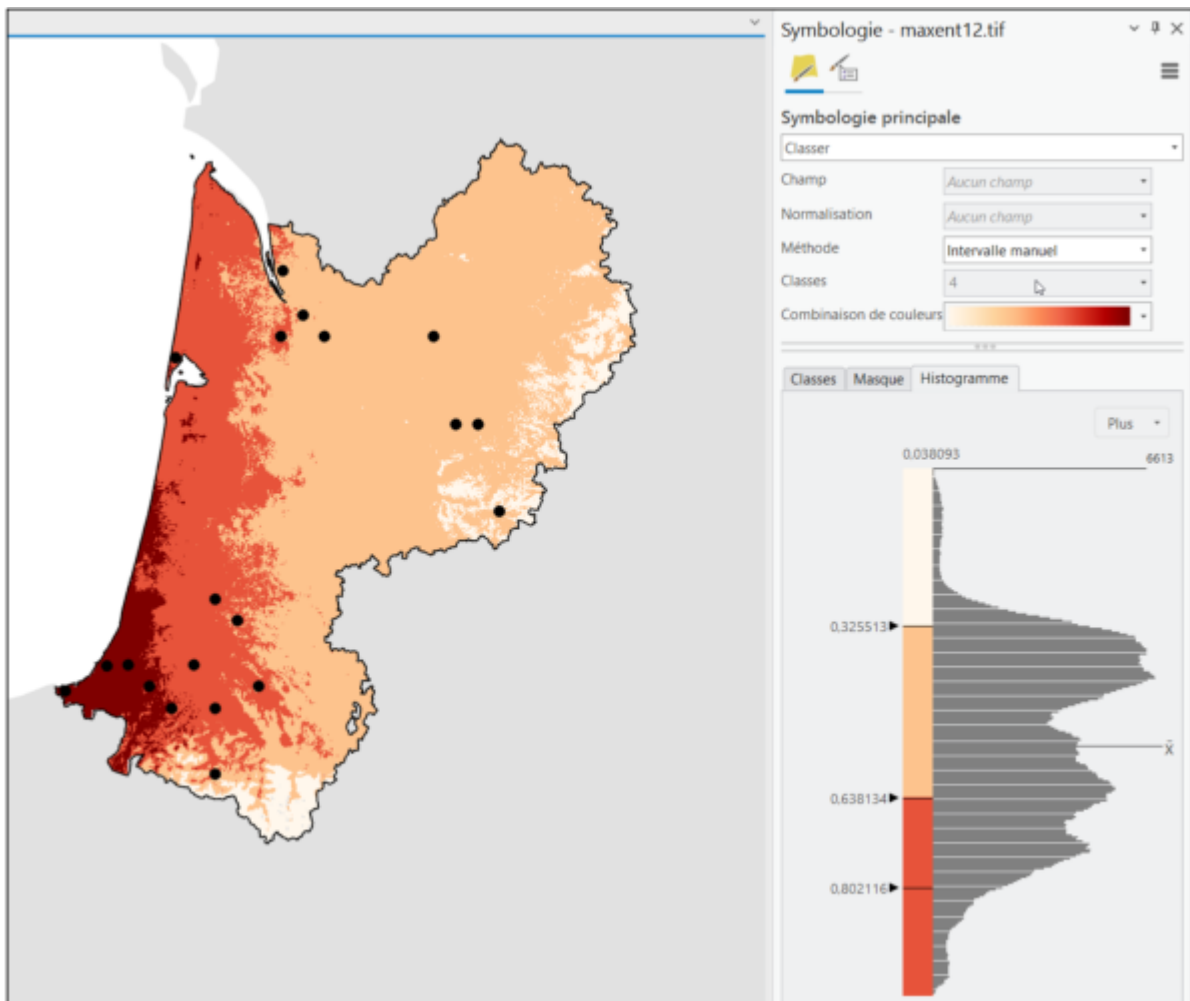 Symbologie - maxent12.tif
Symbologie principale
Classer
Champ Aucun champ
Normalisation Aucun champ
Méthode Intervalle manuel
Classes 4
Combinaison de couleurs
Classes Masque Histogramme
Plus
0,038093 6613
0,325513
x̄
0,638134
0,802116